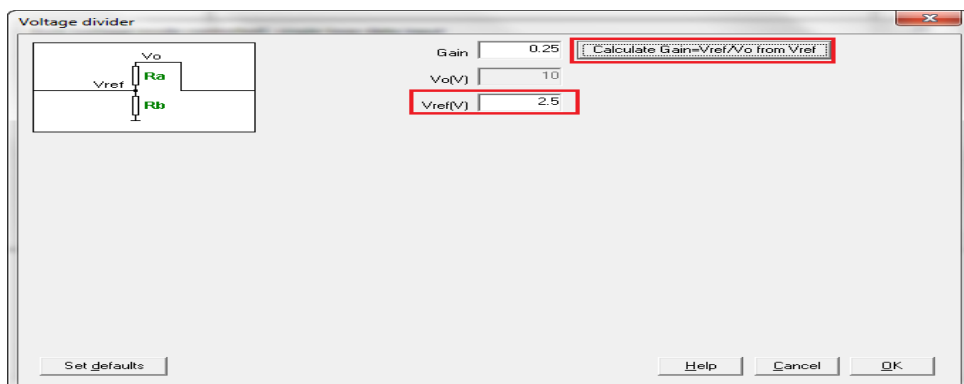 Voltage divider
Vo
Ra
Vref
Rb
Gain 0.25 Calculate Gain=Vref/Vo from Vref
Vo(V) 10
Vref(V) 2.5
Set defaults Help Cancel OK